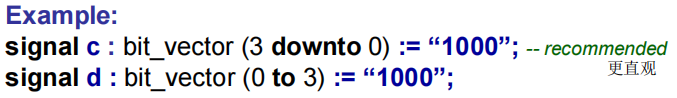 Example:
signal c : bit_vector (3 downto 0) := “1000”; -- recommended
更直观
signal d : bit_vector (0 to 3) := “1000”;